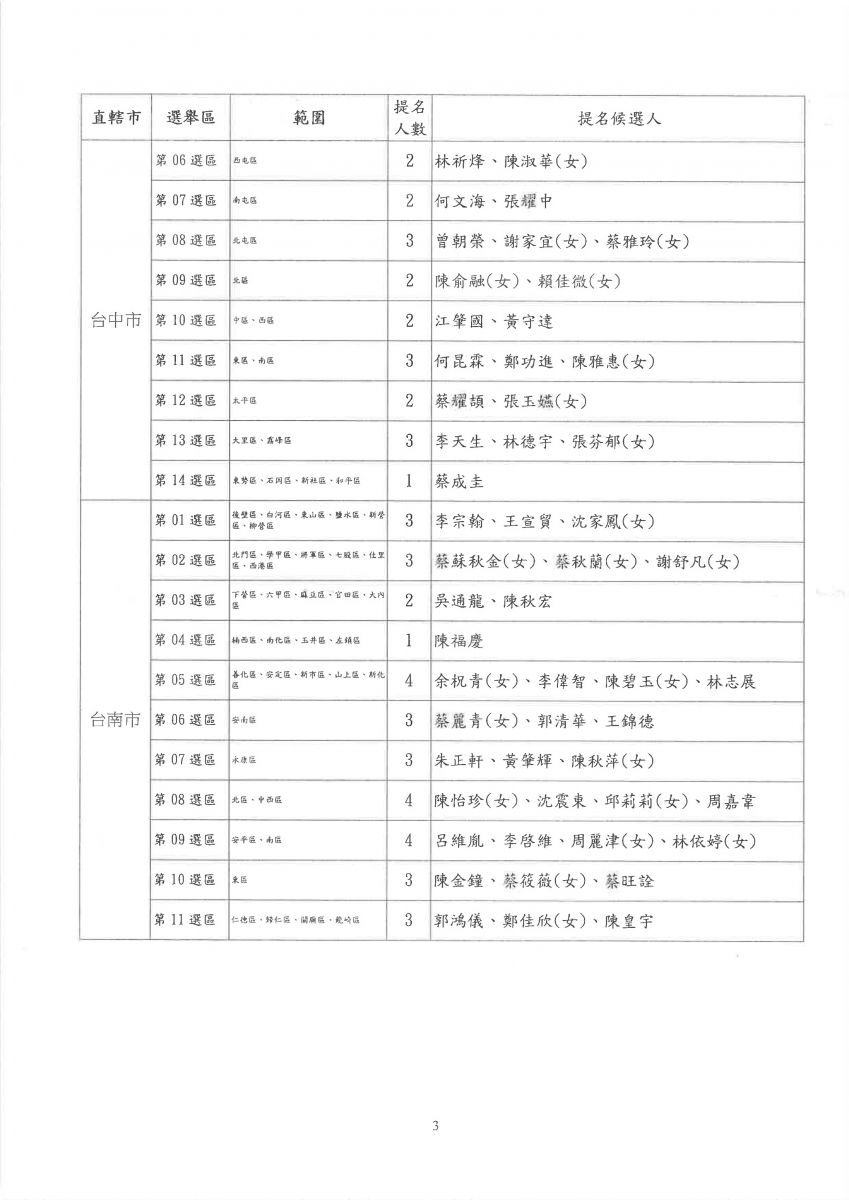 直轄市 選舉區 範圍 提名人數 提名候選人
台中市
第 06 選區 西屯區 2 林祈烽、陳淑華(女)
第 07 選區 南屯區 2 何文海、張耀中
第 08 選區 北屯區 3 曾朝榮、謝家宜(女)、蔡雅玲(女)
第 09 選區 北區 2 陳俞融(女)、賴佳微(女)
第 10 選區 中區、西區 2 江肇國、黃守達
第 11 選區 東區、南區 3 何昆霖、鄭功進、陳雅惠(女)
第 12 選區 太平區 2 蔡耀頡、張玉嬿(女)
第 13 選區 大里區、霧峰區 3 李天生、林德宇、張芬郁(女)
第 14 選區 東勢區、石岡區、新社區、和平區 1 蔡成圭
台南市
第 01 選區 後壁區、白河區、東山區、鹽水區、新營
區、柳營區 3 李宗翰、王宣貿、沈家鳳(女)
第 02 選區 北門區、學甲區、將軍區、七股區、佳里
區、西港區 3 蔡蘇秋金(女)、蔡秋蘭(女)、謝舒凡(女)
第 03 選區 下營區、六甲區、麻豆區、官田區、大內
區 2 吳通龍、陳秋宏
第 04 選區 楠西區、南化區、玉井區、左鎮區 1 陳福慶
第 05 選區 善化區、安定區、新市區、山上區、新化
區 4 余柷青(女)、李偉智、陳碧玉(女)、林志展
第 06 選區 安南區 3 蔡麗青(女)、郭清華、王錦德
第 07 選區 永康區 3 朱正軒、黃肇輝、陳秋萍(女)
第 08 選區 北區、中西區 4 陳怡珍(女)、沈震東、邱莉莉(女)、周嘉韋
第 09 選區 安平區、南區 4 呂維胤、李啓維、周麗津(女)、林依婷(女)
第 10 選區 東區 3 陳金鐘、蔡筱薇(女)、蔡旺詮
第 11 選區 仁德區、歸仁區、關廟區、龍崎區 3 郭鴻儀、鄭佳欣(女)、陳皇宇
3